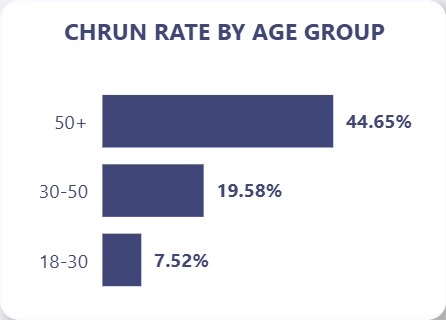 CHRUN RATE BY AGE GROUP
50+ 44.65%
30-50 19.58%
18-30 7.52%